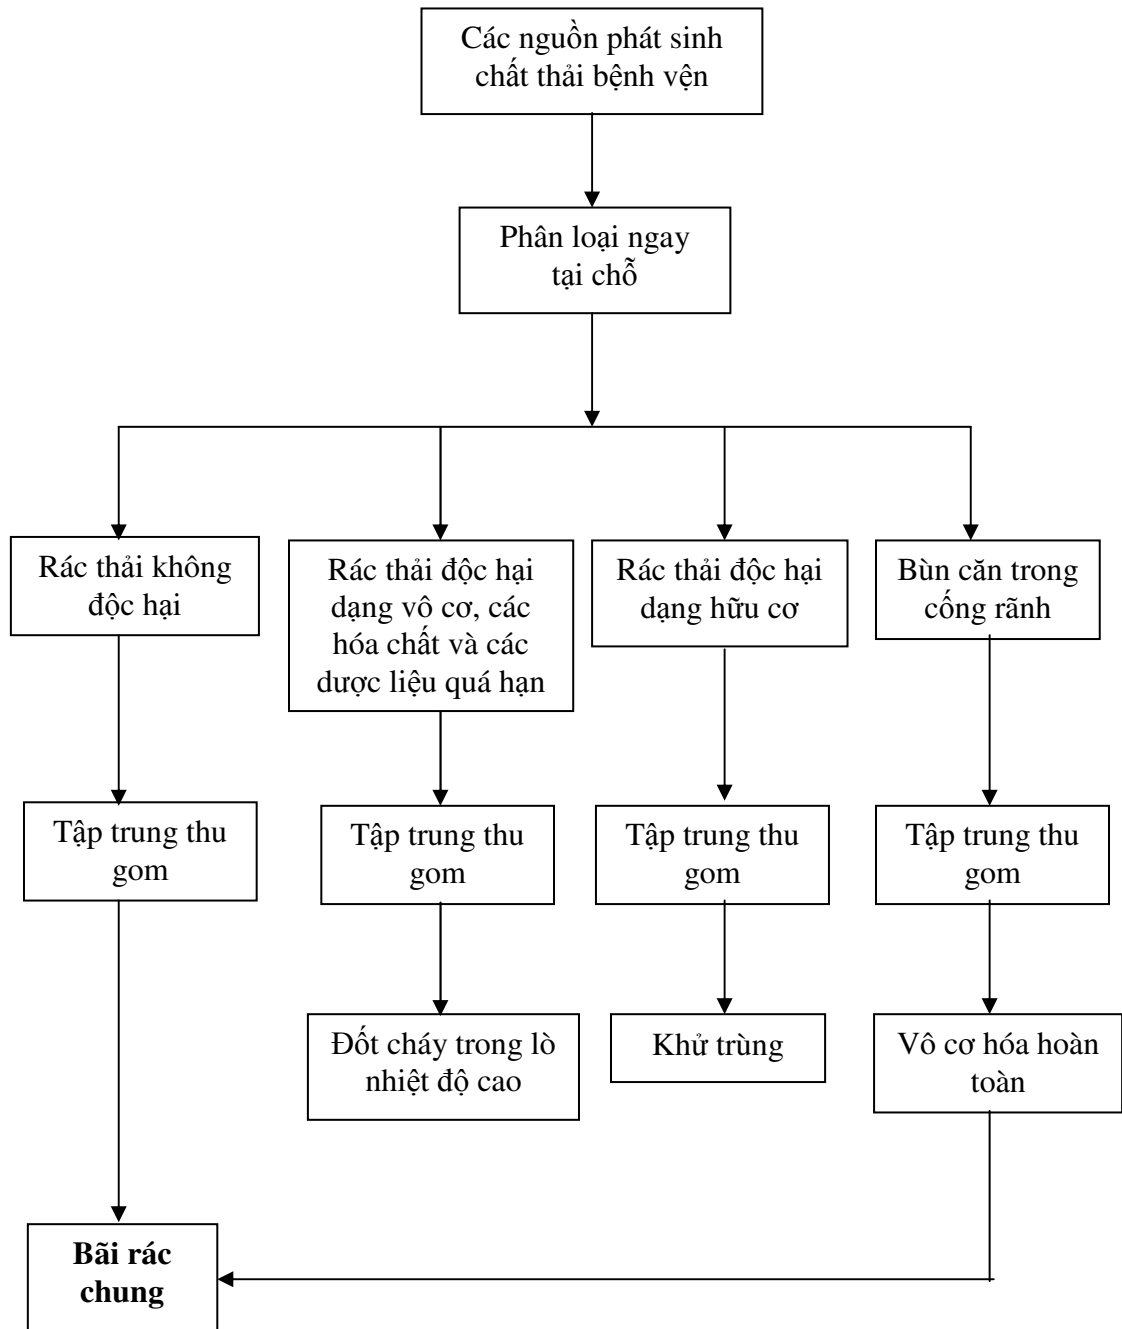 Các nguồn phát sinh
chất thải bệnh vện
Phân loại ngay
tại chỗ
Rác thải không
độc hại
Rác thải độc hại
dạng vô cơ, các
hóa chất và các
dược liệu quá hạn
Rác thải độc hại
dạng hữu cơ
Bùn căn trong
cống rãnh
Tập trung thu
gom
Tập trung thu
gom
Tập trung thu
gom
Tập trung thu
gom
Đốt cháy trong lò
nhiệt độ cao
Khử trùng
Vô cơ hóa hoàn
toàn
Bãi rác
chung